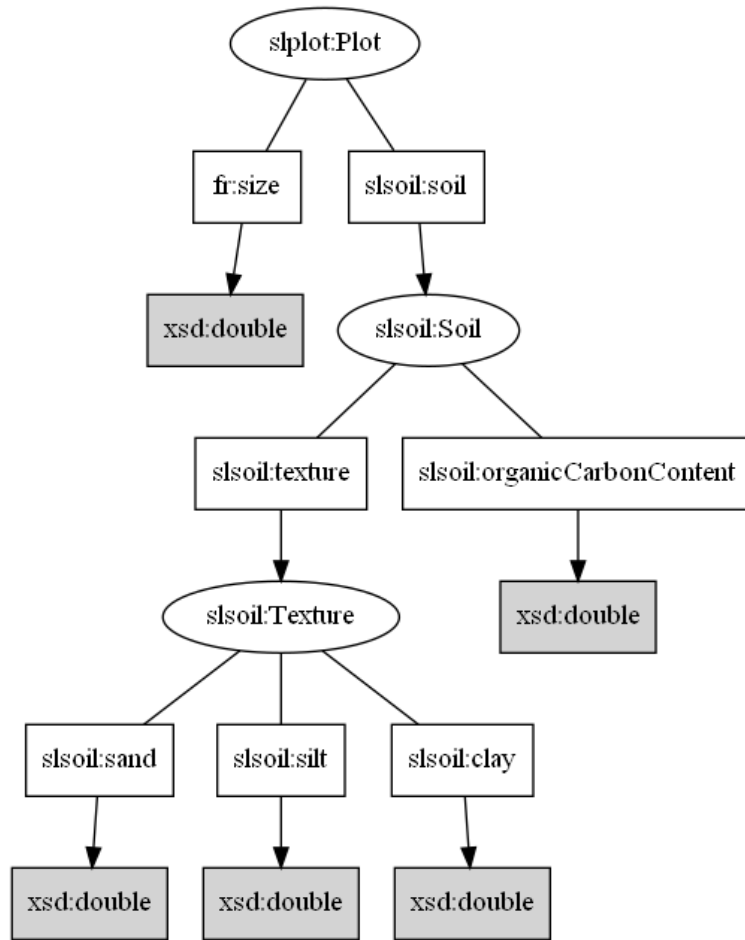 slplot:Plot
fr:size
slsoil:soil
xsd:double
slsoil:Soil
slsoil:texture
slsoil:organicCarbonContent
slsoil:Texture
xsd:double
slsoil:sand
slsoil:silt
slsoil:clay
xsd:double
xsd:double
xsd:double